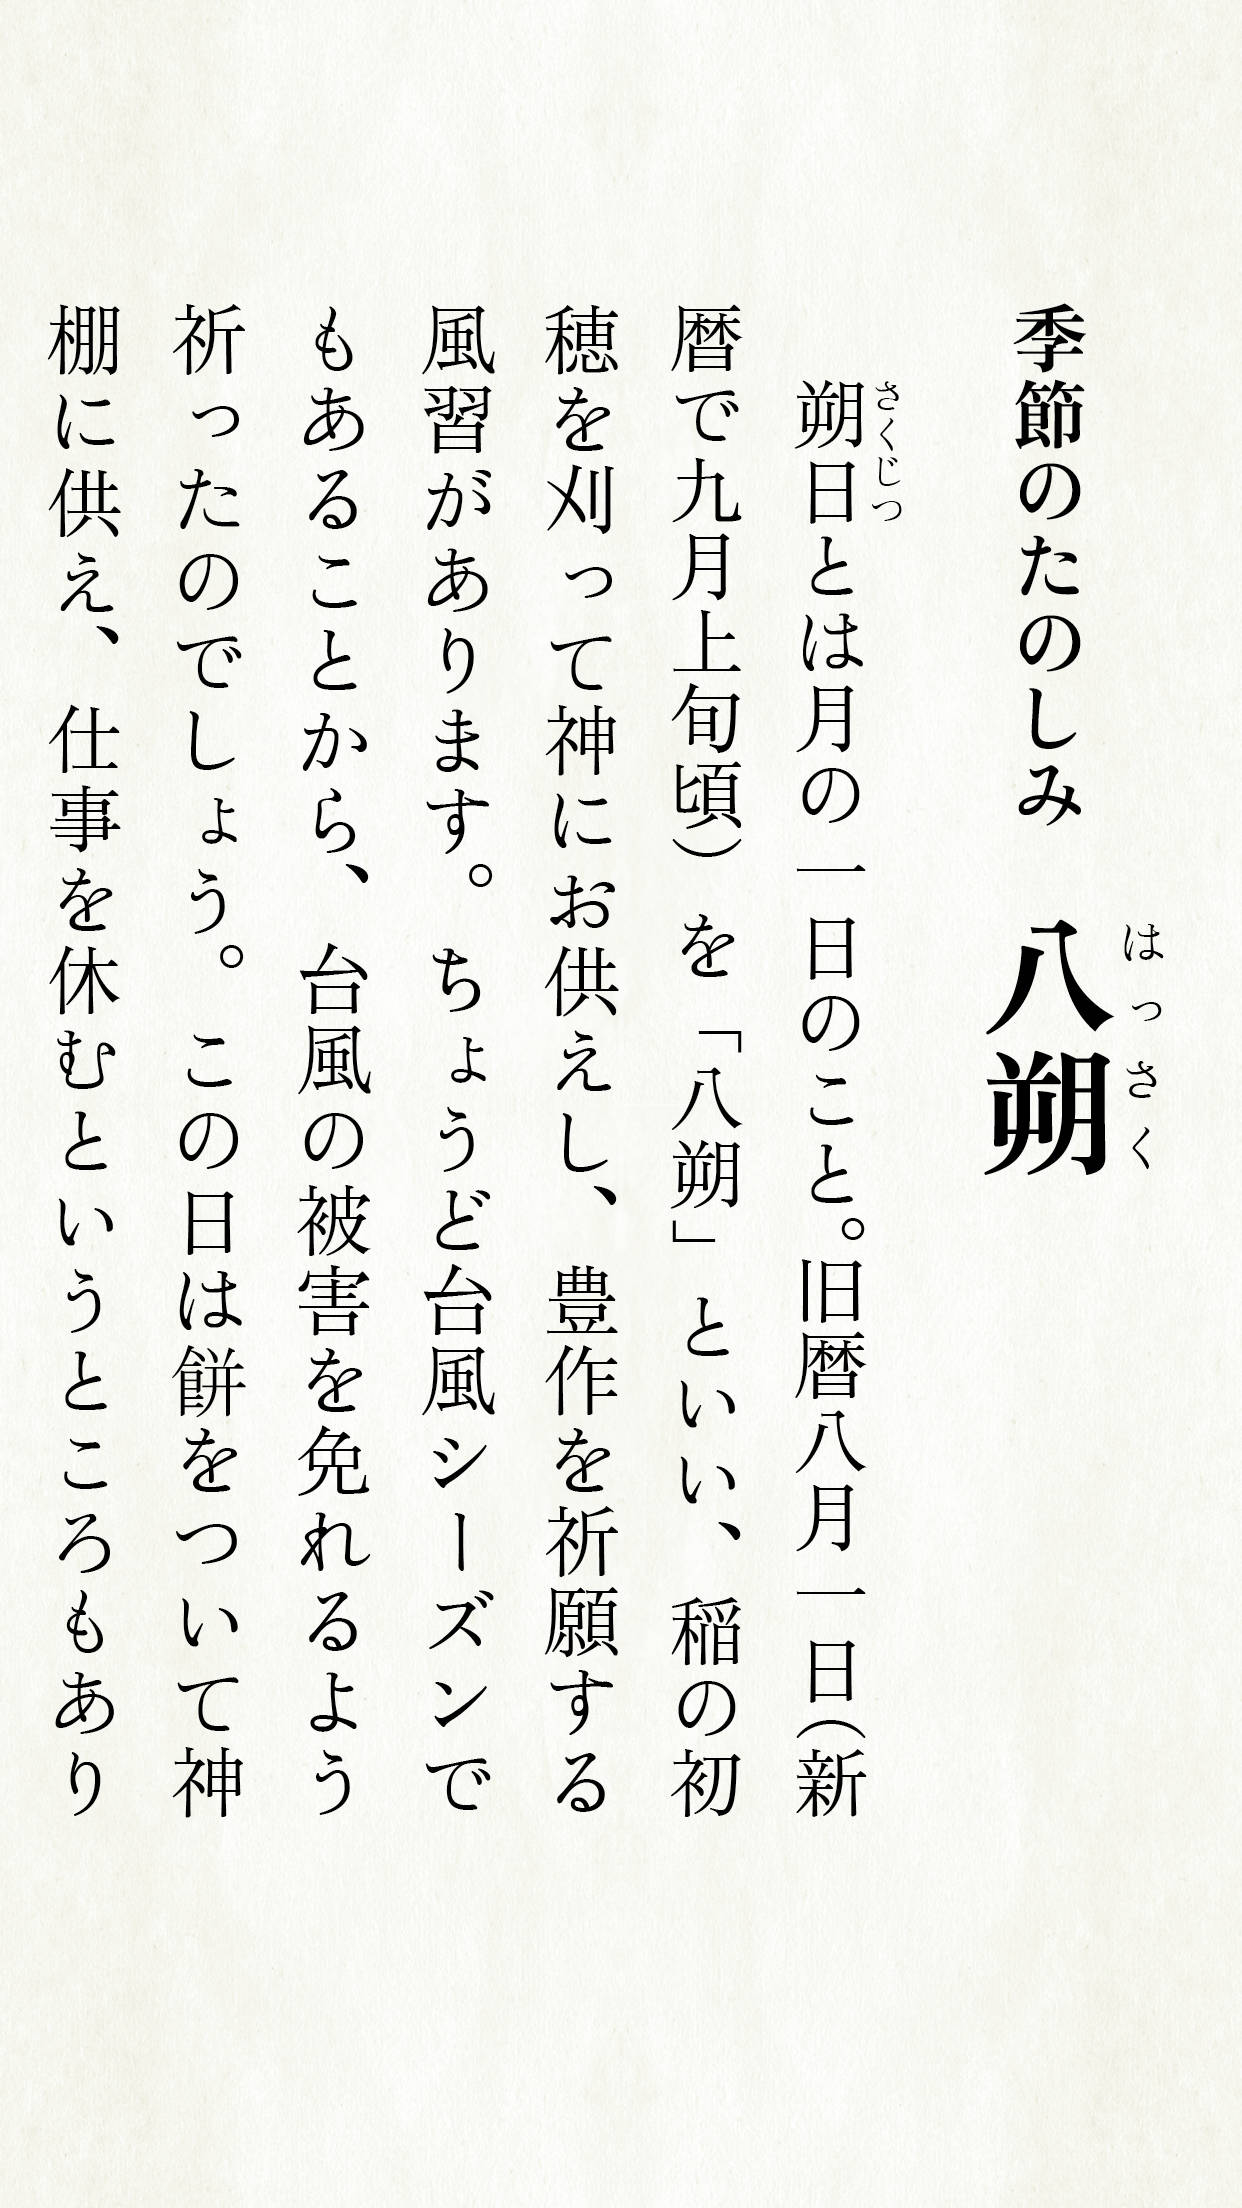 季節のたのしみ 八朔
はっさく
朔日とは月の一日のこと。旧暦八月一日(新
さくじつ
暦で九月上旬頃)を「八朔」といい、稲の初
穂を刈って神にお供えし、豊作を祈願する
風習があります。ちょうど台風シーズンで
もあることから、台風の被害を免れるよう
祈ったのでしょう。この日は餅をついて神
棚に供え、仕事を休むというところもあり